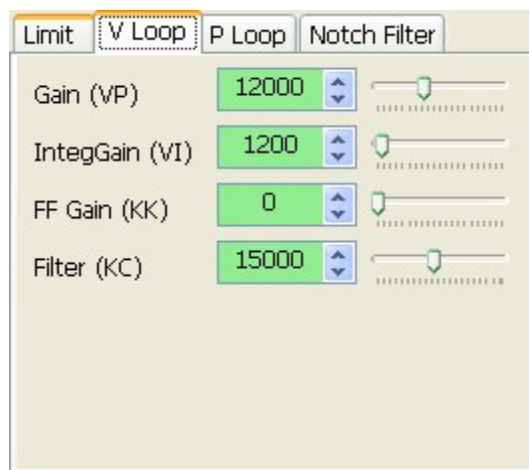 Limit V Loop P Loop Notch Filter
Gain (VP) 12000
IntegGain (VI) 1200
FF Gain (KK) 0
Filter (KC) 15000